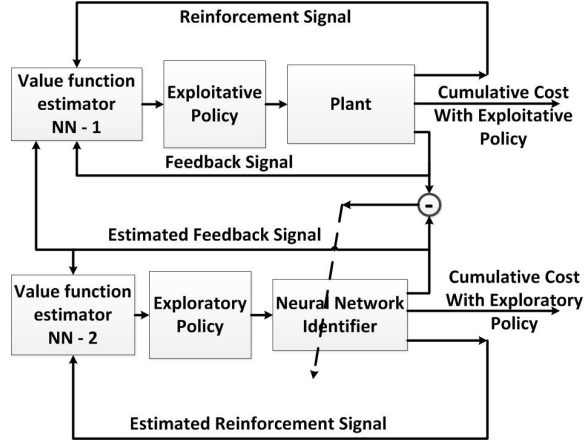 Reinforcement Signal
Value function
estimator
NN - 1
Exploitative
Policy
Plant
Cumulative Cost
With Exploitative
Policy
Feedback Signal
-
Estimated Feedback Signal
Value function
estimator
NN - 2
Exploratory
Policy
Neural Network
Identifier
Cumulative Cost
With Exploratory
Policy
Estimated Reinforcement Signal